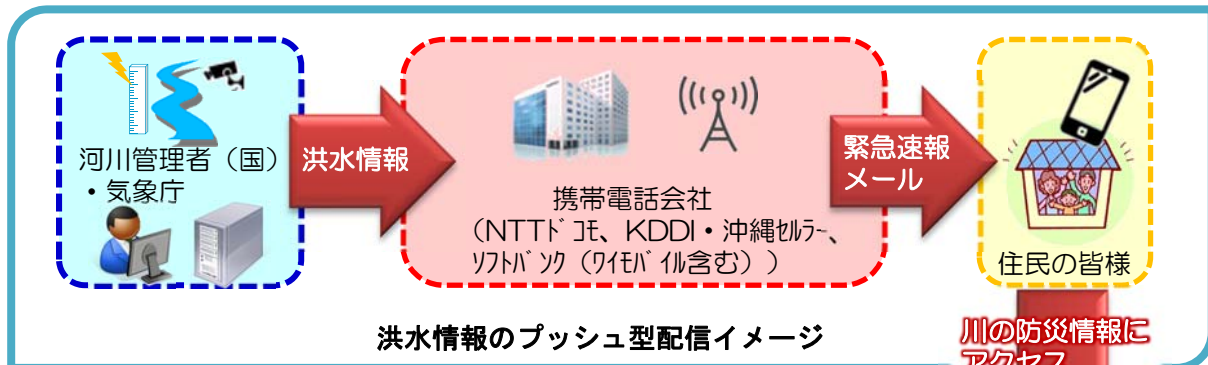 河川管理者（国）
・気象庁
洪水情報
携帯電話会社
（NTTﾄﾞｺﾓ、KDDI・沖縄ｾﾙﾗｰ、
ｿﾌﾄﾊﾞﾝｸ（ﾜｲﾓﾊﾞｲﾙ含む））
緊急速報
メール
住民の皆様
洪水情報のプッシュ型配信イメージ
川の防災情報に
アクセス